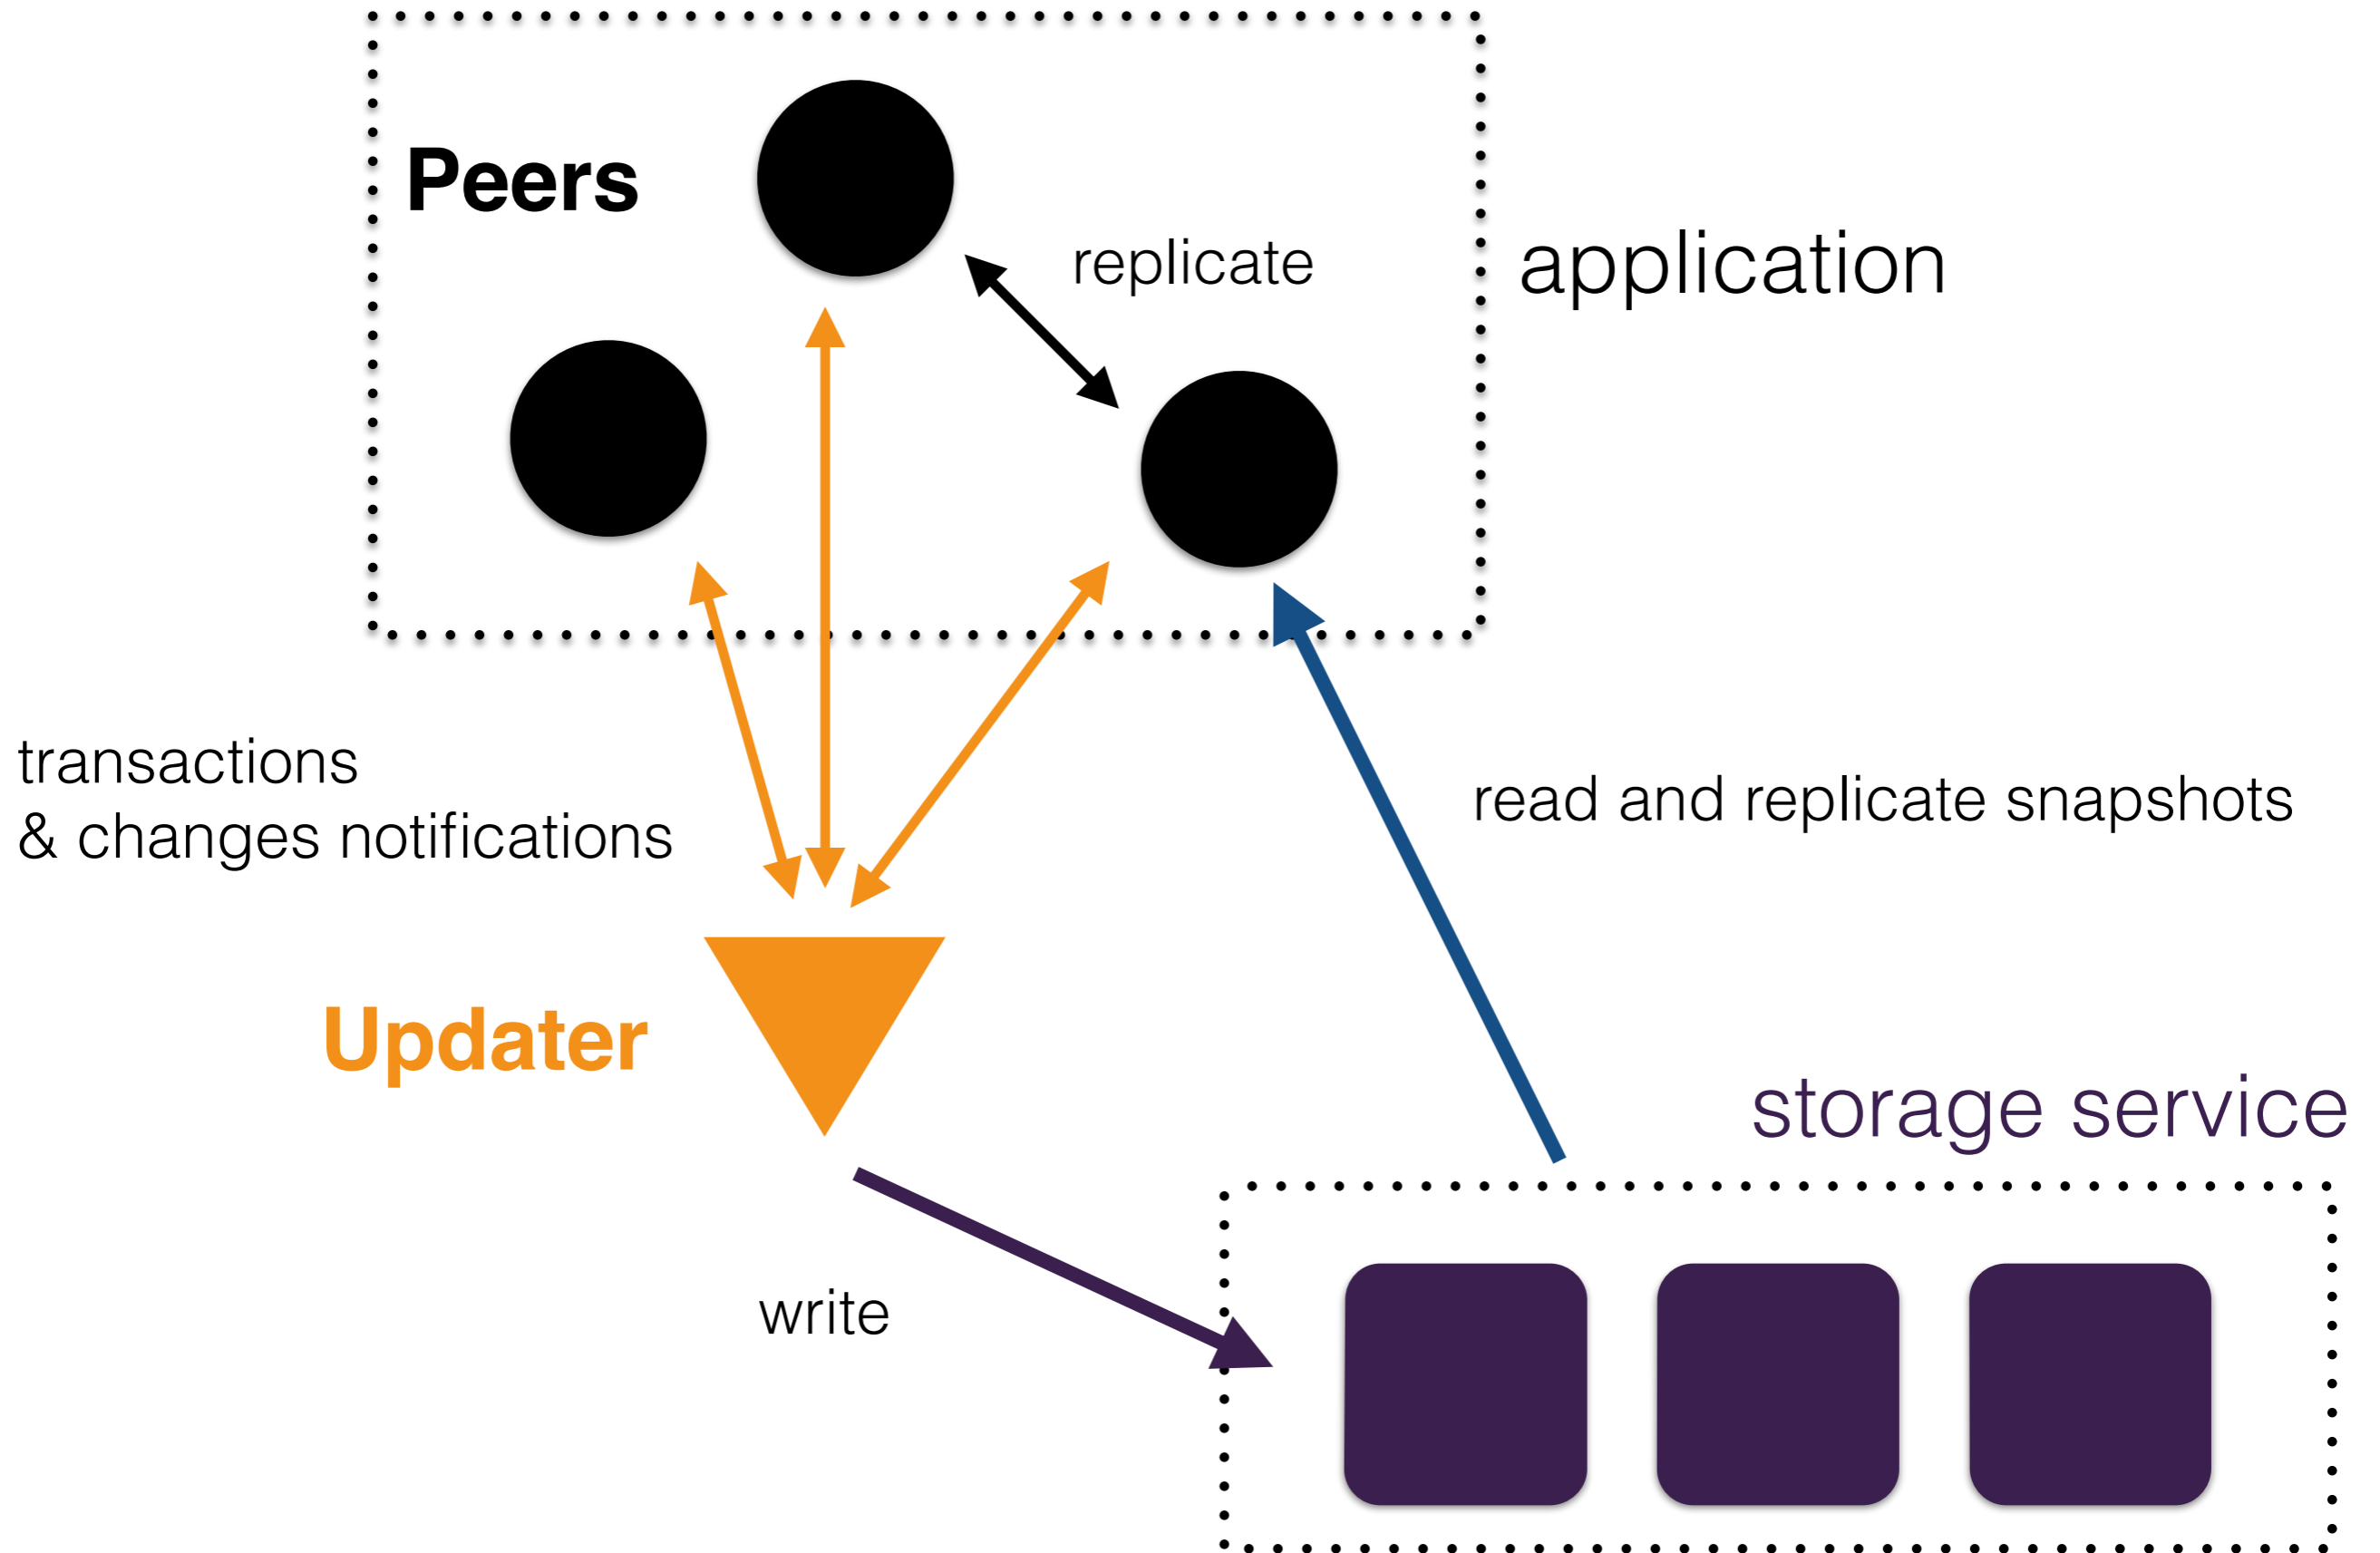 Peers
replicate
application
transactions
& changes notifications
read and replicate snapshots
Updater
storage service
write